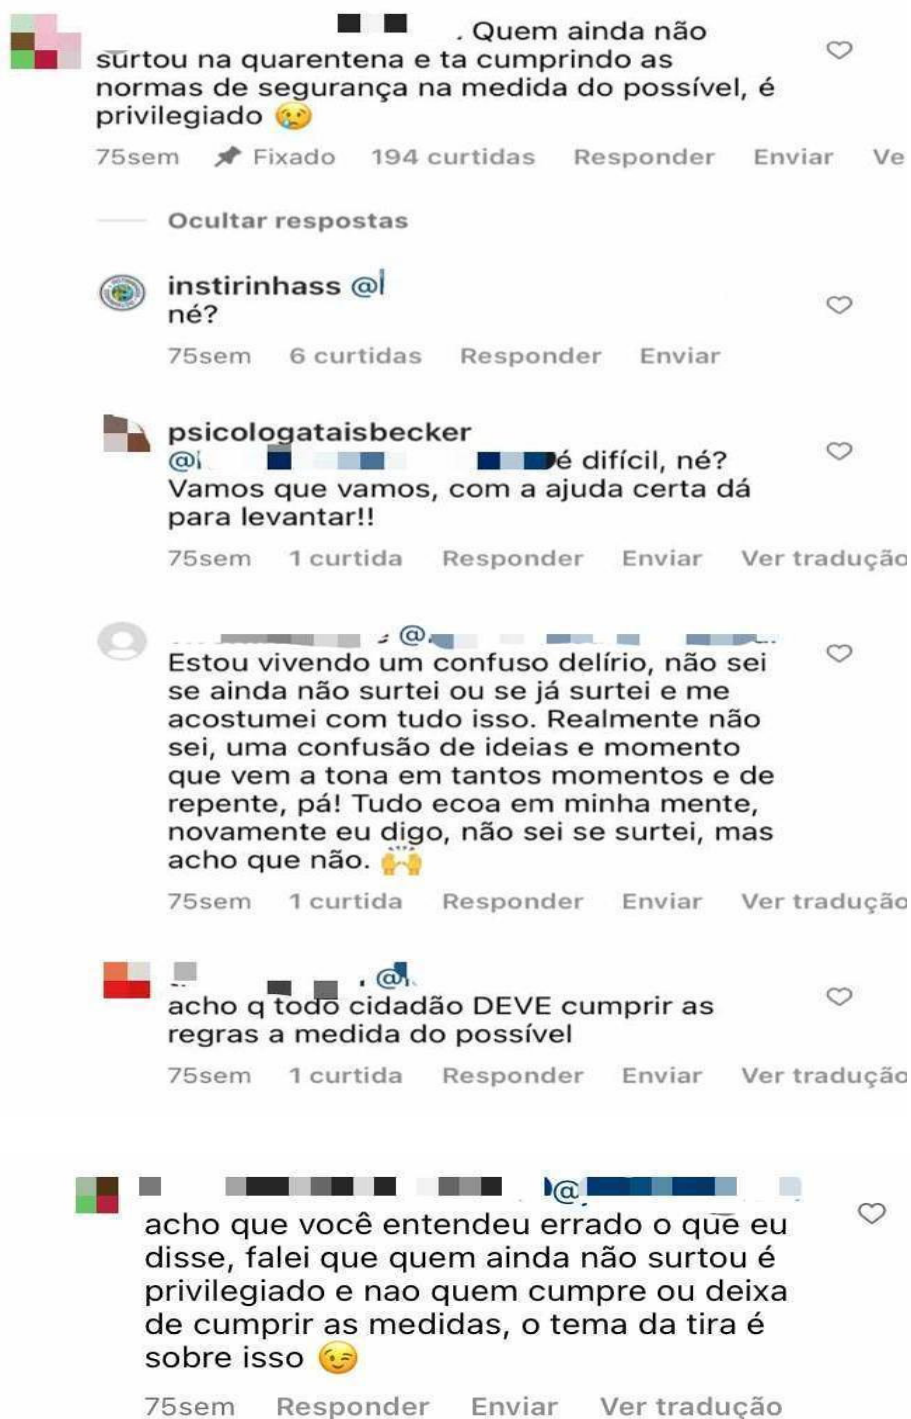 . Quem ainda não
surtou na quarentena e ta cumprindo as
normas de segurança na medida do possível, é
privilegiado 😢
75sem Fixado 194 curtidas Responder Enviar Ve
Ocultar respostas
instirinhass @
né?
75sem 6 curtidas Responder Enviar
psicologataisbecker
@ é difícil, né?
Vamos que vamos, com a ajuda certa dá
para levantar!!
75sem 1 curtida Responder Enviar Ver tradução
@
Estou vivendo um confuso delírio, não sei
se ainda não surtei ou se já surtei e me
acostumei com tudo isso. Realmente não
sei, uma confusão de ideias e momento
que vem a tona em tantos momentos e de
repente, pá! Tudo ecoa em minha mente,
novamente eu digo, não sei se surtei, mas
acho que não. 🙌
75sem 1 curtida Responder Enviar Ver tradução
@
acho q todo cidadão DEVE cumprir as
regras a medida do possível
75sem 1 curtida Responder Enviar Ver tradução
@
acho que você entendeu errado o que eu
disse, falei que quem ainda não surtou é
privilegiado e nao quem cumpre ou deixa
de cumprir as medidas, o tema da tira é
sobre isso 😉
75sem Responder Enviar Ver tradução